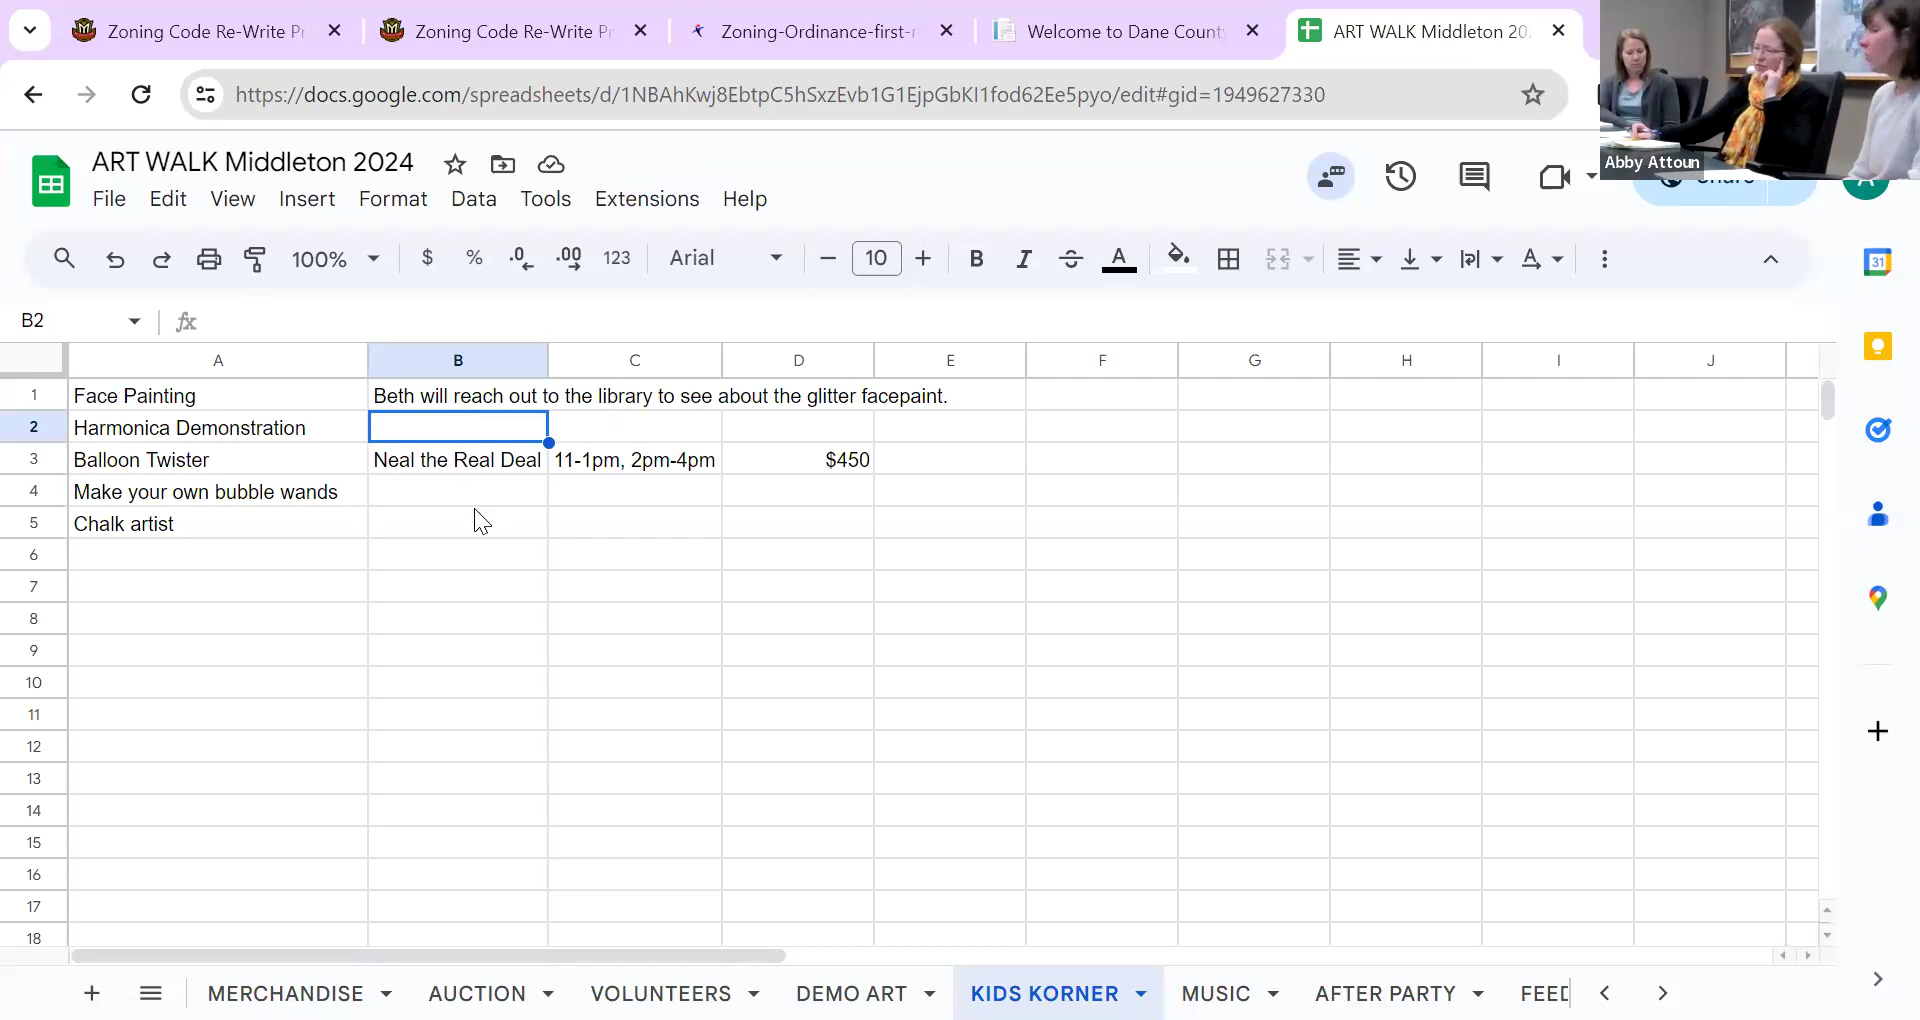 Zoning Code Re-Write Pr
Zoning Code Re-Write Pr
Zoning-Ordinance-first-r
Welcome to Dane County
ART WALK Middleton 20
https://docs.google.com/spreadsheets/d/1NBAhKwj8EbtpC5hSxzEvb1G1EjpGbKI1fod62Ee5pyo/edit#gid=1949627330
Abby Attoun
ART WALK Middleton 2024
File Edit View Insert Format Data Tools Extensions Help
Share
100% $ % .0 .00 123 Arial 10 B I S A
31
B2 fx
A B C D E F G H I J
1 Face Painting Beth will reach out to the library to see about the glitter facepaint.
2 Harmonica Demonstration
3 Balloon Twister Neal the Real Deal 11-1pm, 2pm-4pm $450
4 Make your own bubble wands
5 Chalk artist
6
7
8
9
10
11
12
13
14
15
16
17
18
MERCHANDISE AUCTION VOLUNTEERS DEMO ART KIDS KORNER MUSIC AFTER PARTY FEED